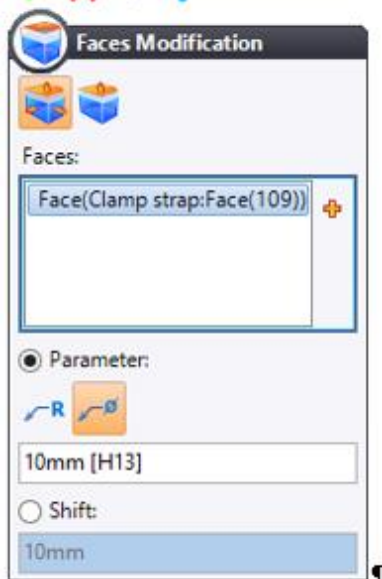 Faces Modification
Faces:
Face(Clamp strap:Face(109))
Parameter:
R ø
10mm [H13]
Shift:
10mm